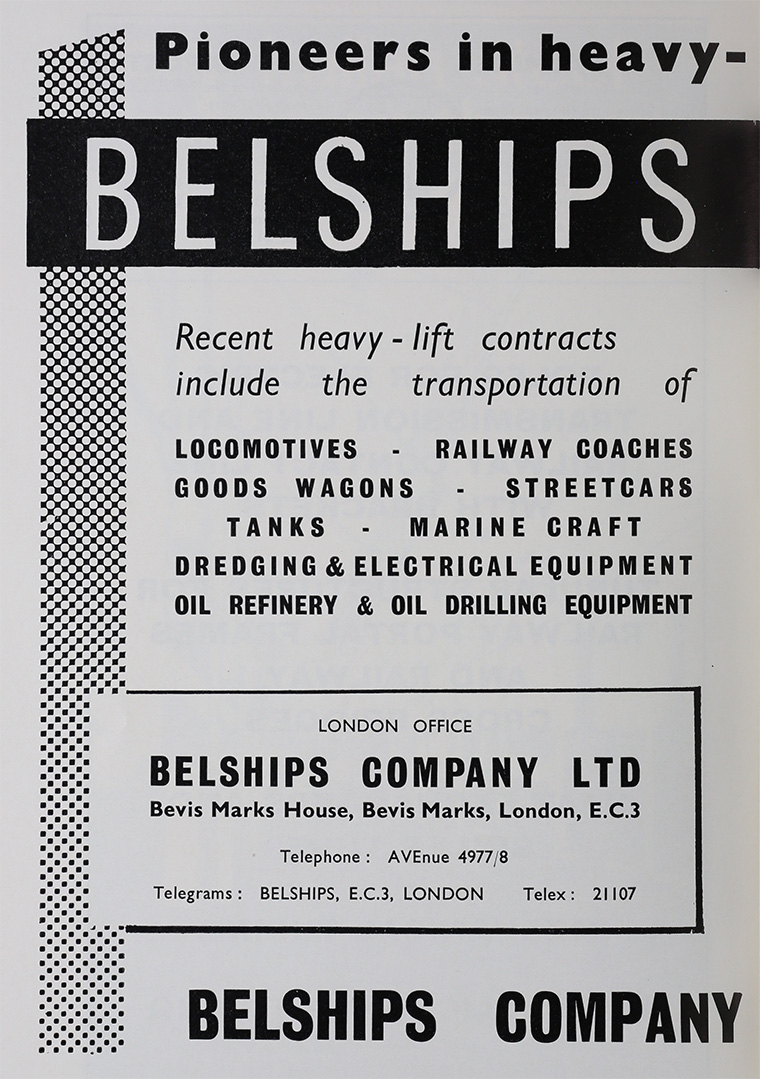 Pioneers in heavy-
BELSHIPS
Recent heavy-lift contracts
include the transportation of
LOCOMOTIVES - RAILWAY COACHES
GOODS WAGONS - STREETCARS
TANKS - MARINE CRAFT
DREDGING & ELECTRICAL EQUIPMENT
OIL REFINERY & OIL DRILLING EQUIPMENT
LONDON OFFICE
BELSHIPS COMPANY LTD
Bevis Marks House, Bevis Marks, London, E.C.3
Telephone : AVEnue 4977/8
Telegrams : BELSHIPS, E.C.3, LONDON Telex : 21107
BELSHIPS COMPANY